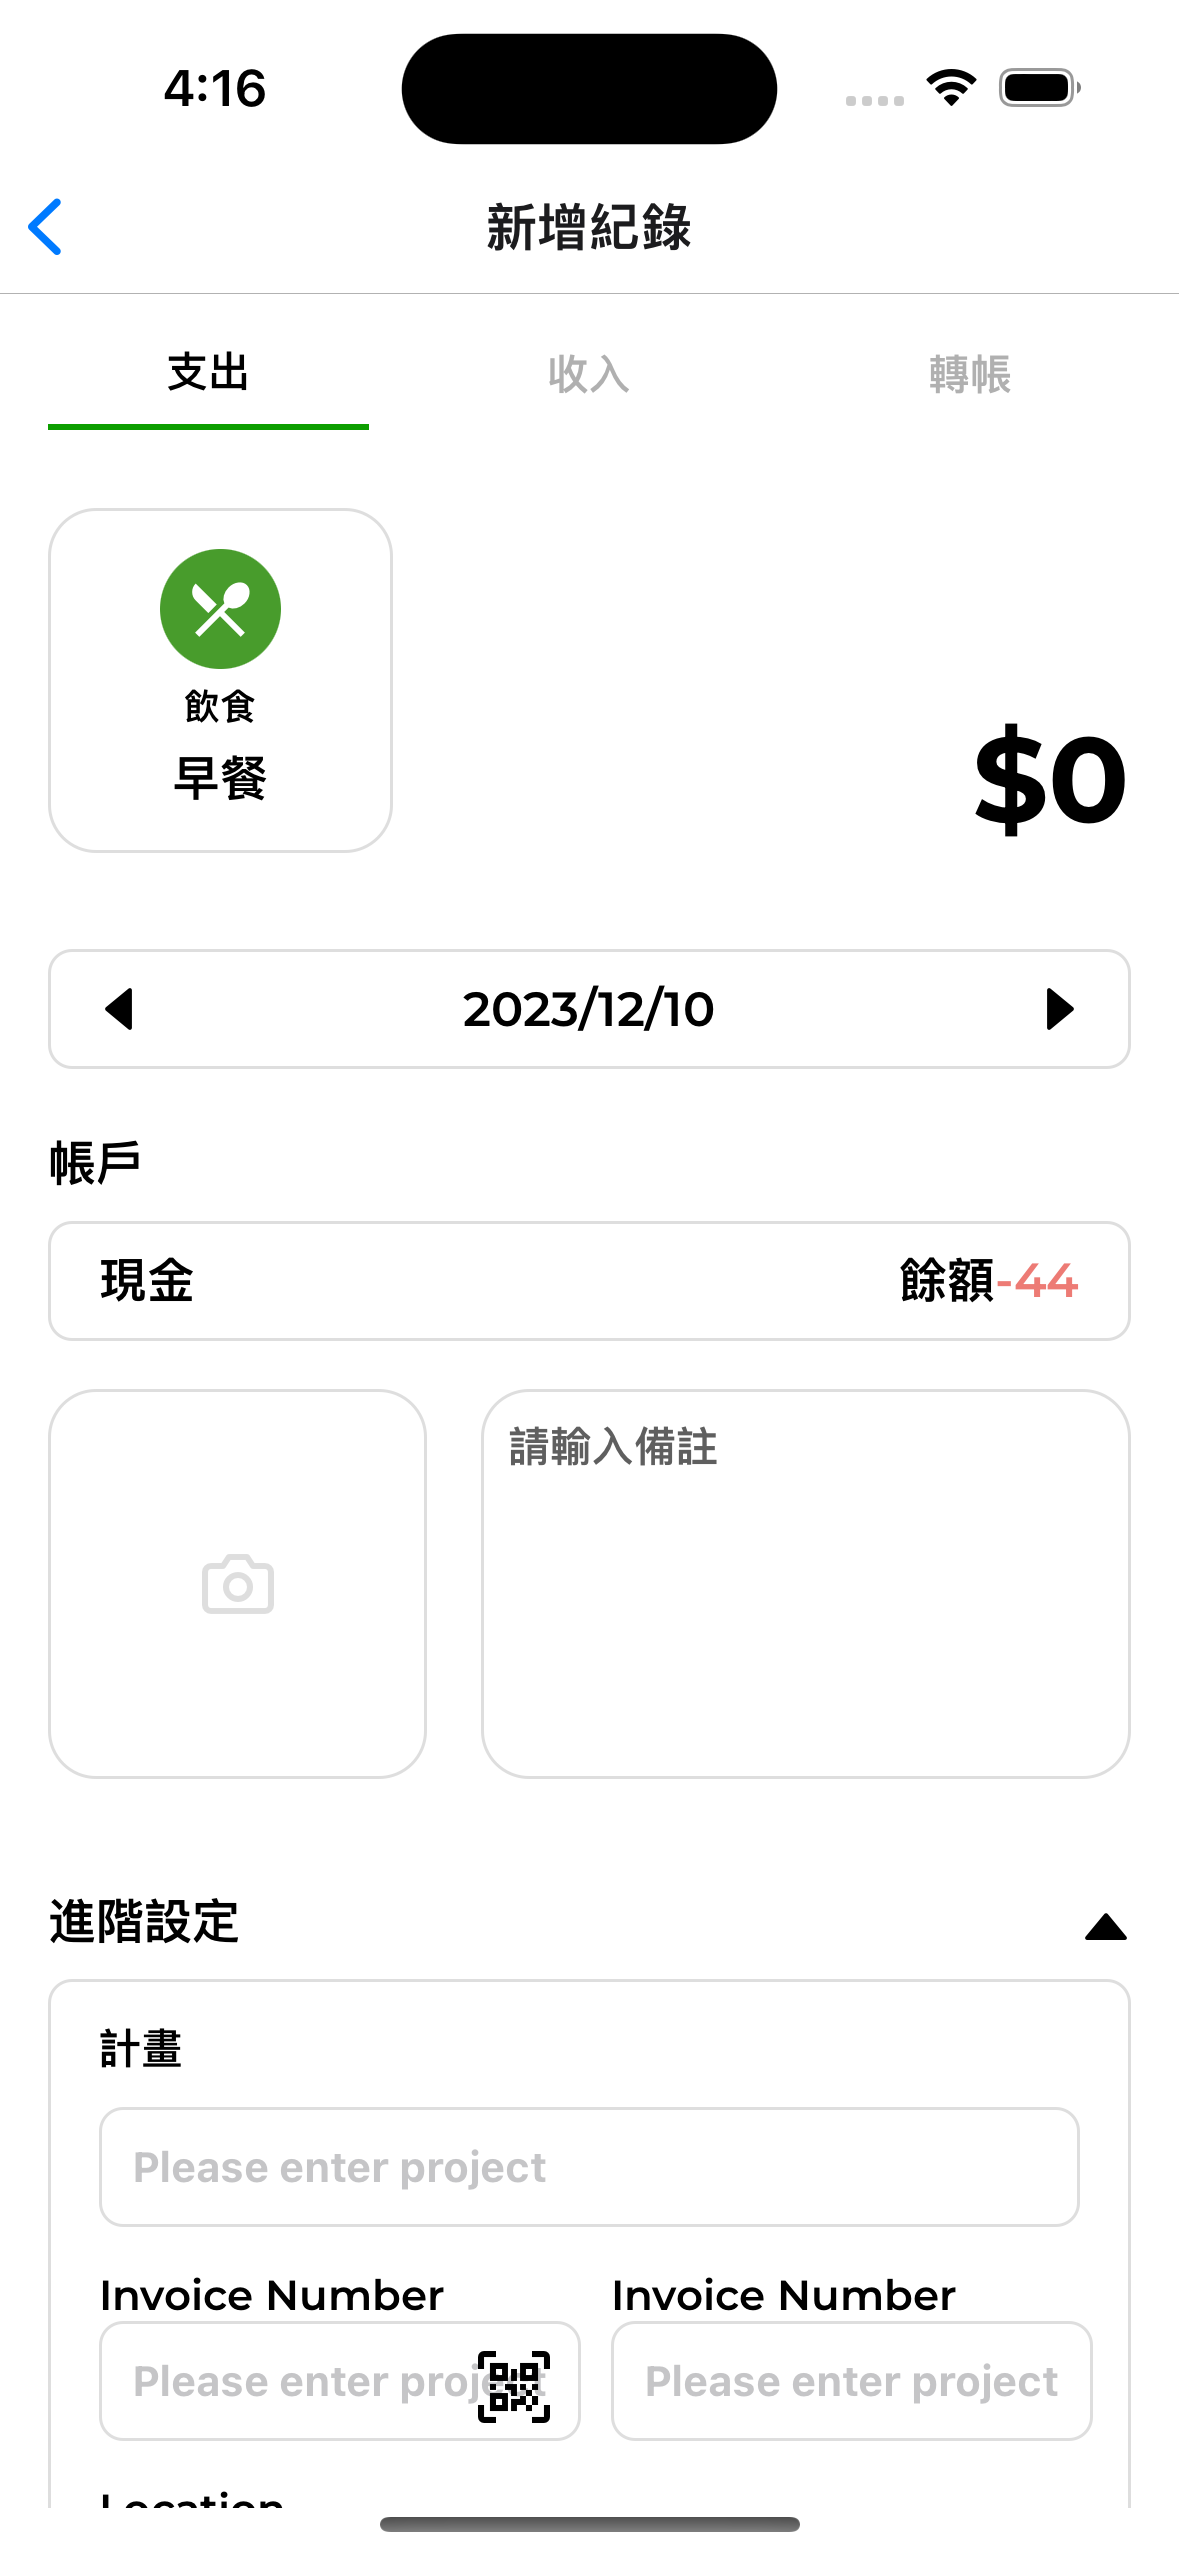 4:16
新增紀錄
支出 收入 轉帳
飲食
早餐
$0
2023/12/10
帳戶
現金 餘額-44
請輸入備註
進階設定
計畫
Please enter project
Invoice Number Invoice Number
Please enter project Please enter project
Location